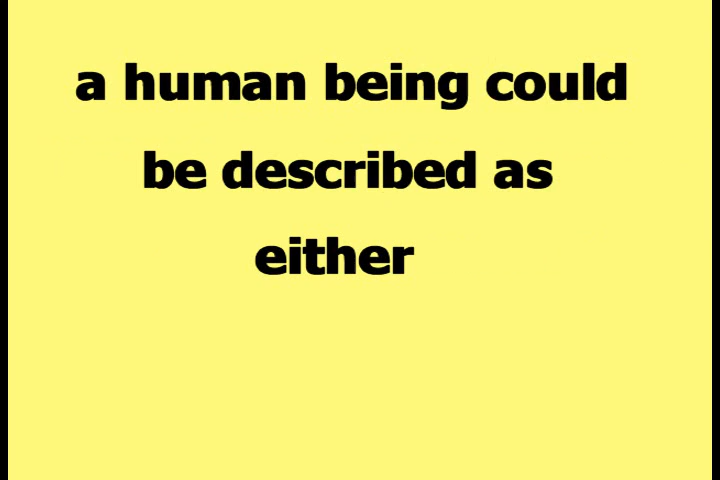 a human being could
be described as
either